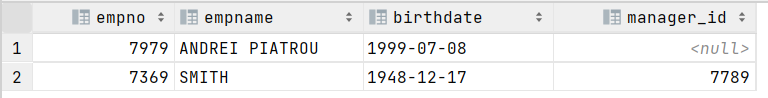 empno empname birthdate manager_id
1 7979 ANDREI PIATROU 1999-07-08 <null>
2 7369 SMITH 1948-12-17 7789